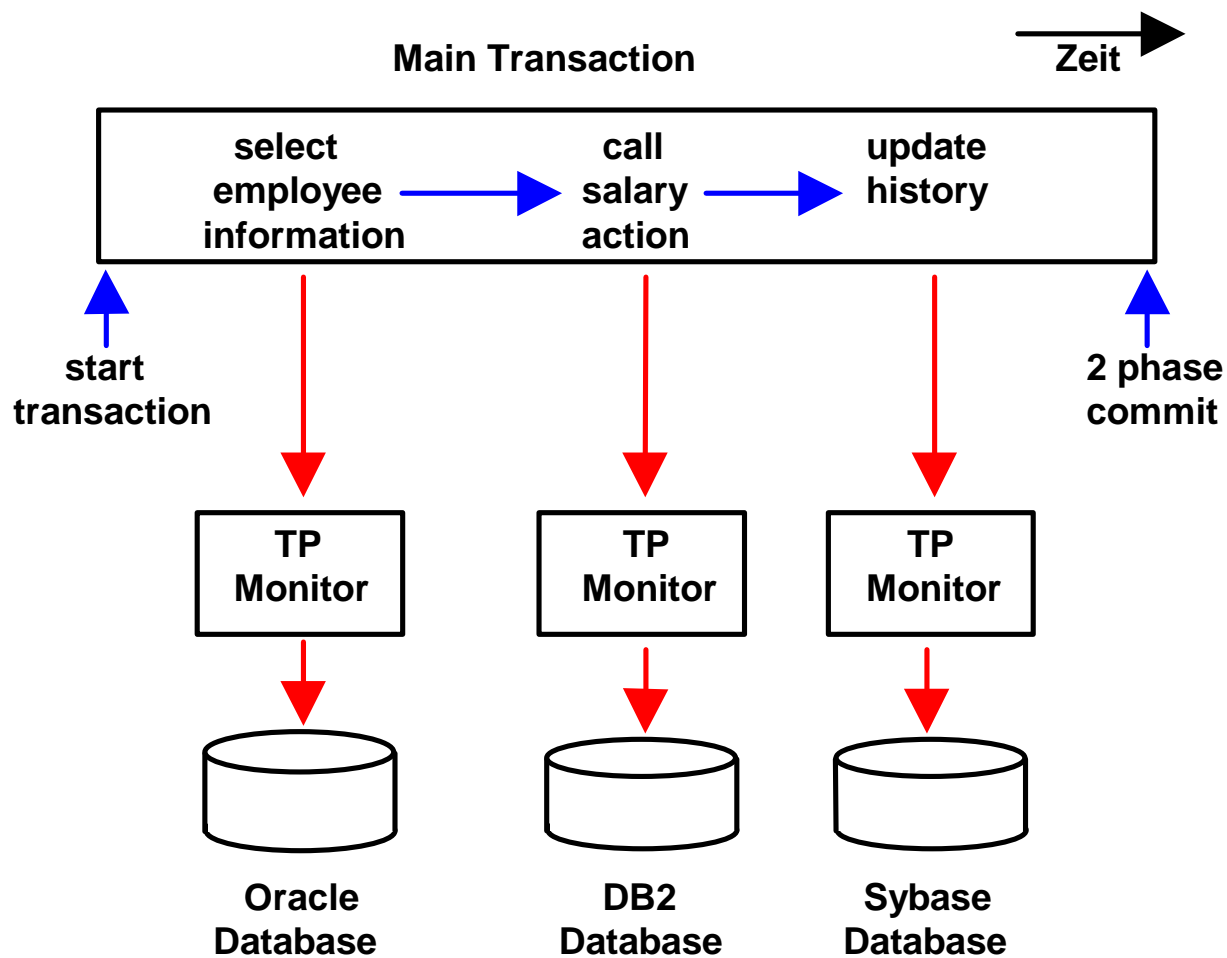 Main Transaction
Zeit
select
employee
information
call
salary
action
update
history
start
transaction
2 phase
commit
TP
Monitor
TP
Monitor
TP
Monitor
Oracle
Database
DB2
Database
Sybase
Database